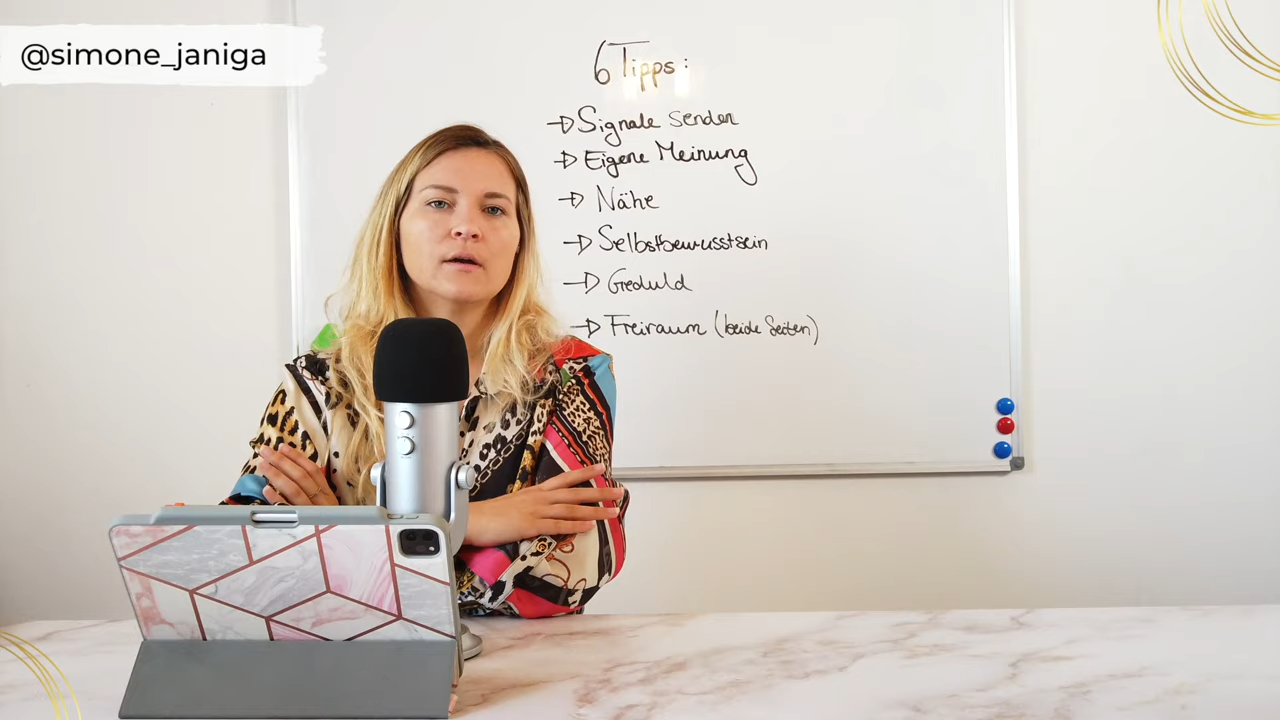 @simone_janiga
6 Tipps:
→ Signale senden
→ Eigene Meinung
→ Nähe
→ Selbstbewusstsein
→ Geduld
→ Freiraum (beide Seiten)